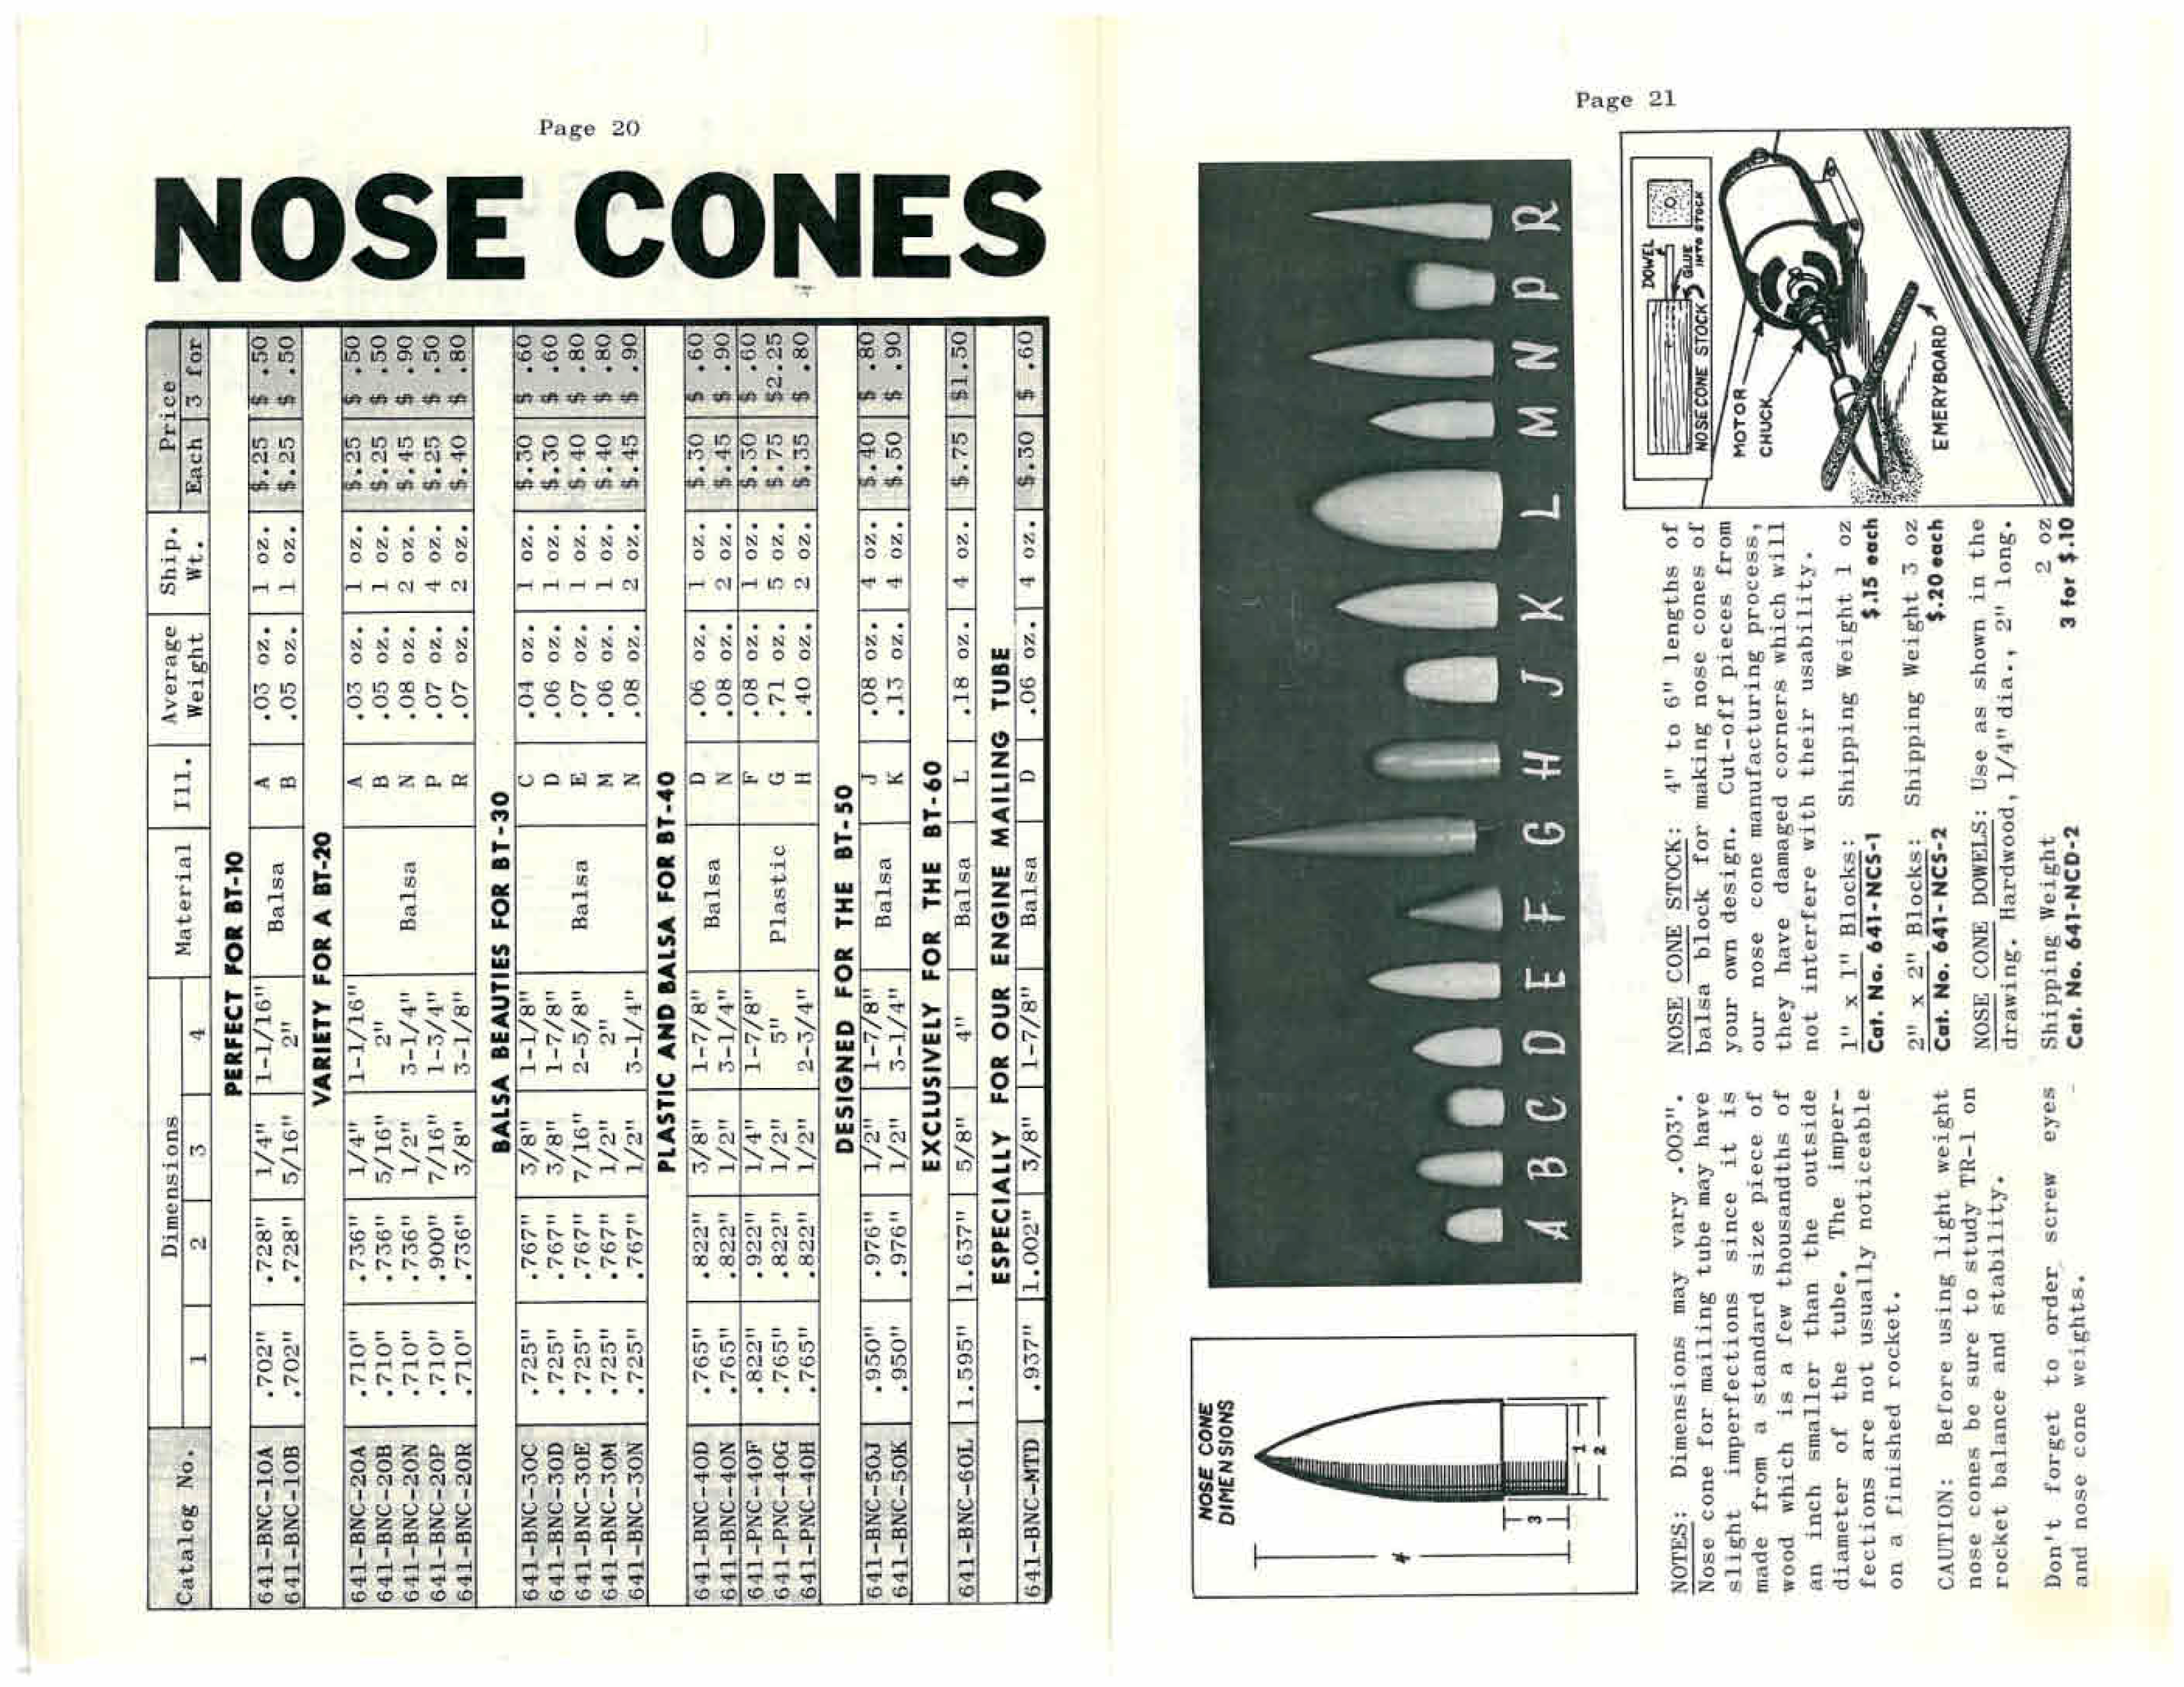 Page 20
NOSE CONES
Catalog No. Dimensions Material Ill. Average Weight Ship. Wt. Price
1 2 3 4 Each 3 for
PERFECT FOR BT-10
641-BNC-10A .702" .728" 1/4" 1-1/16" Balsa A .03 oz. 1 oz. $.25 $ .50
641-BNC-10B .702" .728" 5/16" 2" B .05 oz. 1 oz. $.25 $ .50
VARIETY FOR A BT-20
641-BNC-20A .710" .736" 1/4" 1-1/16" A .03 oz. 1 oz. $.25 $ .50
641-BNC-20B .710" .736" 5/16" 2" B .05 oz. 1 oz. $.25 $ .50
641-BNC-20N .710" .736" 1/2" 3-1/4" Balsa N .08 oz. 2 oz. $.45 $ .90
641-BNC-20P .710" .900" 7/16" 1-3/4" P .07 oz. 4 oz. $.25 $ .50
641-BNC-20R .710" .736" 3/8" 3-1/8" R .07 oz. 2 oz. $.40 $ .80
BALSA BEAUTIES FOR BT-30
641-BNC-30C .725" .767" 3/8" 1-1/8" C .04 oz. 1 oz. $.30 $ .60
641-BNC-30D .725" .767" 3/8" 1-7/8" D .06 oz. 1 oz. $.30 $ .60
641-BNC-30E .725" .767" 7/16" 2-5/8" Balsa E .07 oz. 1 oz. $.40 $ .80
641-BNC-30M .725" .767" 1/2" 2" M .06 oz. 1 oz. $.40 $ .80
641-BNC-30N .725" .767" 1/2" 3-1/4" N .08 oz. 2 oz. $.45 $ .90
PLASTIC AND BALSA FOR BT-40
641-BNC-40D .765" .822" 3/8" 1-7/8" Balsa D .06 oz. 1 oz. $.30 $ .60
641-BNC-40N .765" .822" 1/2" 3-1/4" N .08 oz. 2 oz. $.45 $ .90
641-PNC-40F .822" .922" 1/4" 1-7/8" F .08 oz. 1 oz. $.30 $ .60
641-PNC-40G .765" .822" 1/2" 5" Plastic G .71 oz. 5 oz. $.75 $2.25
641-PNC-40H .765" .822" 1/2" 2-3/4" H .40 oz. 2 oz. $.35 $ .80
DESIGNED FOR THE BT-50
641-BNC-50J .950" .976" 1/2" 1-7/8" Balsa J .08 oz. 4 oz. $.40 $ .80
641-BNC-50K .950" .976" 1/2" 3-1/4" K .13 oz. 4 oz. $.50 $ .90
EXCLUSIVELY FOR THE BT-60
641-BNC-60L 1.595" 1.637" 5/8" 4" Balsa L .18 oz. 4 oz. $.75 $1.50
ESPECIALLY FOR OUR ENGINE MAILING TUBE
641-BNC-MTD .937" 1.002" 3/8" 1-7/8" Balsa D .06 oz. 4 oz. $.30 $ .60
Page 21
NOSE CONE
DIMENSIONS
4
3
1
2
A B C D E F G H J K L M N P R
NOTES: Dimensions may vary .003".
Nose cone for mailing tube may have
slight imperfections since it is
made from a standard size piece of
wood which is a few thousandths of
an inch smaller than the outside
diameter of the tube. The imper-
fections are not usually noticeable
on a finished rocket.
CAUTION: Before using light weight
nose cones be sure to study TR-1 on
rocket balance and stability.
Don't forget to order screw eyes
and nose cone weights.
NOSE CONE STOCK: 4" to 6" lengths of
balsa block for making nose cones of
your own design. Cut-off pieces from
our nose cone manufacturing process,
they have damaged corners which will
not interfere with their usability.
1" x 1" Blocks: Shipping Weight 1 oz
Cat. No. 641-NCS-1 $.15 each
2" x 2" Blocks: Shipping Weight 3 oz
Cat. No. 641-NCS-2 $.20 each
NOSE CONE DOWELS: Use as shown in the
drawing. Hardwood, 1/4"dia., 2" long.
Shipping Weight 2 oz
Cat. No. 641-NCD-2 3 for $.10
DOWEL
GLUE
INTO STOCK
NOSE CONE STOCK
MOTOR
CHUCK
EMERYBOARD